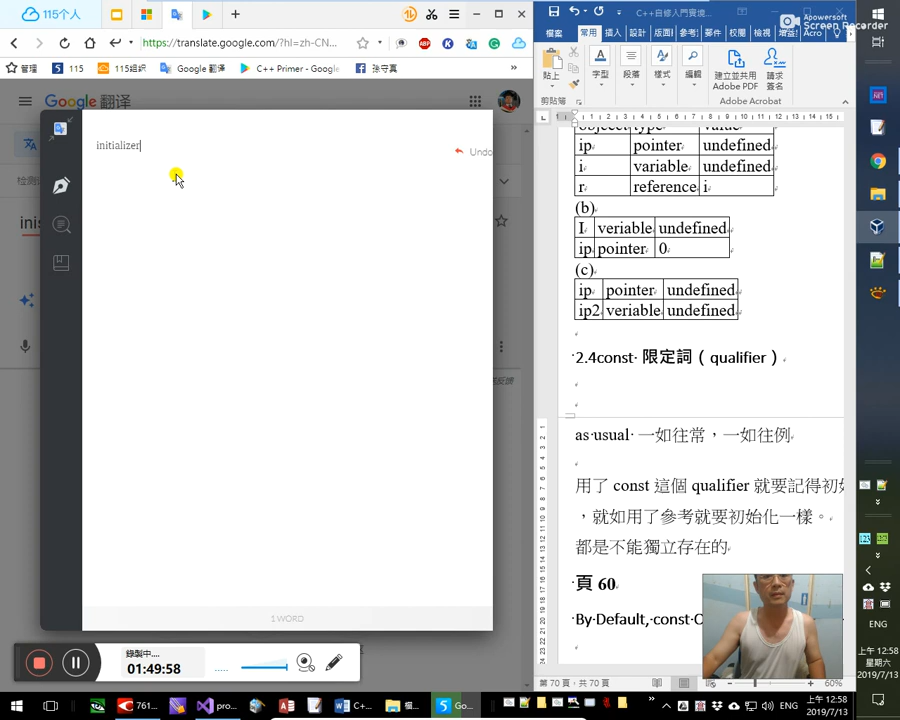 115个人
https://translate.google.com/?hl=zh-CN...
管理
115
115組織
Google 翻译
C++ Primer - Google
張守真
»
Google 翻译
initializer
Undo
1 WORD
錄製中....
01:49:58
C++自修入門實境...
Apowersoft
Screen Recorder
檔案
常用
插入
設計
版面
參考
郵件
校閱
檢視
Acro
貼上
字型
段落
樣式
編輯
建立並共用
Adobe PDF
請求
簽名
剪貼簿
Adobe Acrobat
ip pointer undefined
i variable undefined
r reference i
(b)
I veriable undefined
ip pointer 0
(c)
ip pointer undefined
ip2 veriable undefined
2.4const 限定詞（qualifier）
as usual 一如往常，一如往例
用了 const 這個 qualifier 就要記得初始
，就如用了參考就要初始化一樣。
都是不能獨立存在的
頁 60
By Default, const O
第 70 頁，共 70 頁
60%
ENG
上午 12:58
星期六
2019/7/13
761...
pro...
C+...
檔...
Go...
上午 12:58
2019/7/13